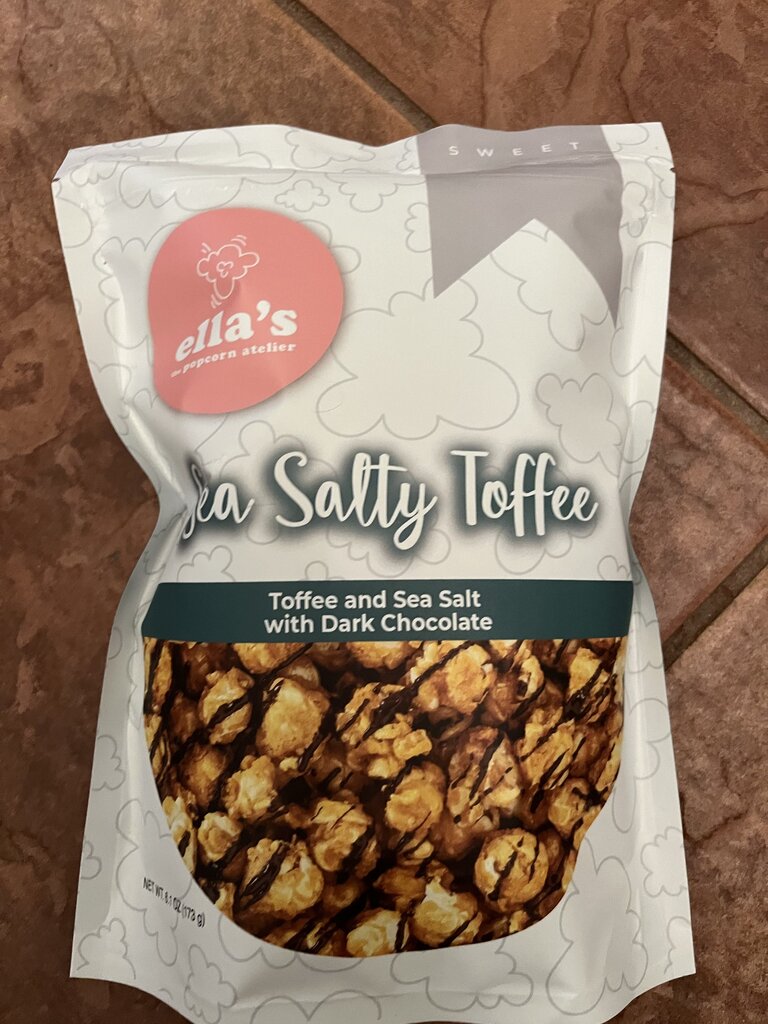 SWEET
ella's
the popcorn atelier
Sea Salty Toffee
Toffee and Sea Salt
with Dark Chocolate
NET WT. 6.1 OZ (173 g)